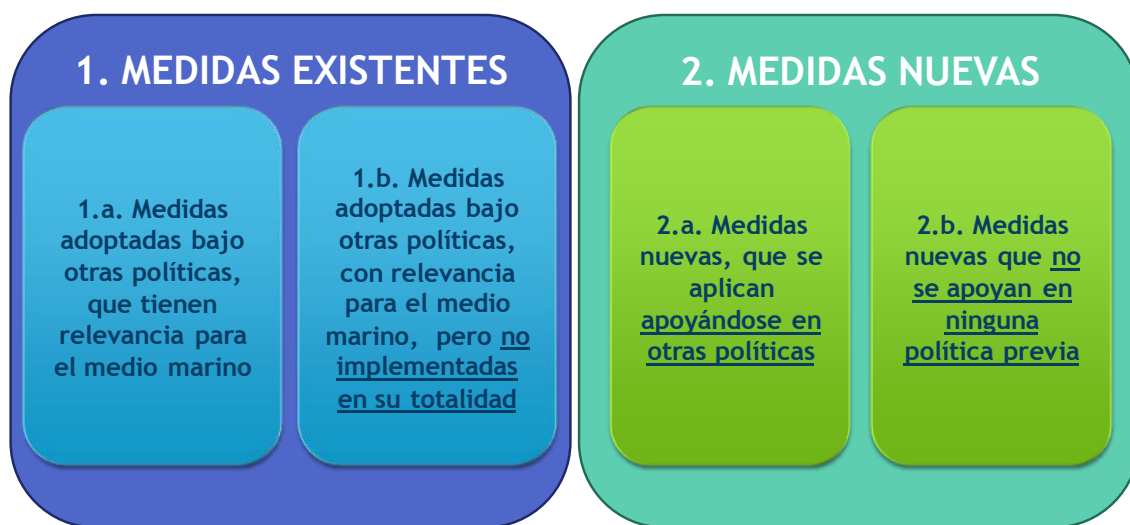 1. MEDIDAS EXISTENTES
1.a. Medidas
adoptadas bajo
otras políticas,
que tienen
relevancia para
el medio marino
1.b. Medidas
adoptadas bajo
otras políticas,
con relevancia
para el medio
marino, pero no
implementadas
en su totalidad
2. MEDIDAS NUEVAS
2.a. Medidas
nuevas, que se
aplican
apoyándose en
otras políticas
2.b. Medidas
nuevas que no
se apoyan en
ninguna
política previa